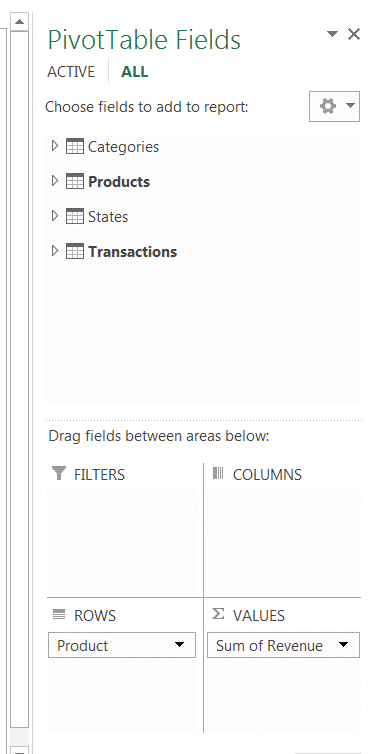 PivotTable Fields
ACTIVE ALL
Choose fields to add to report:
Categories
Products
States
Transactions
Drag fields between areas below:
FILTERS COLUMNS
ROWS Σ VALUES
Product Sum of Revenue